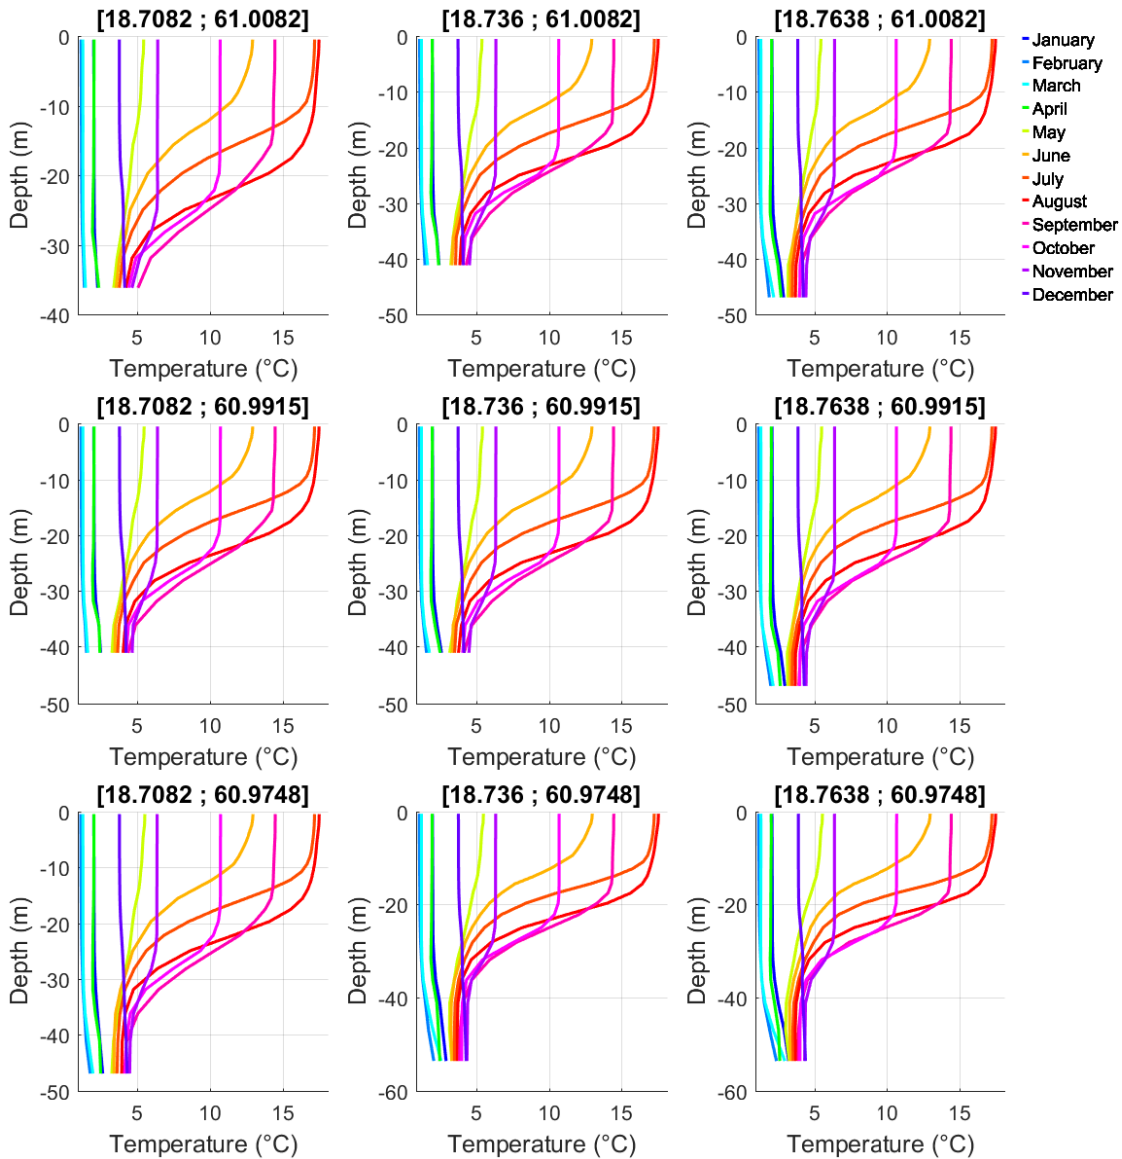 [18.7082 ; 61.0082]
[18.736 ; 61.0082]
[18.7638 ; 61.0082]
0
-10
-20
-30
-40
Depth (m)
5 10 15
Temperature (°C)
0
-10
-20
-30
-40
-50
Depth (m)
5 10 15
Temperature (°C)
0
-10
-20
-30
-40
-50
Depth (m)
5 10 15
Temperature (°C)
January
February
March
April
May
June
July
August
September
October
November
December
[18.7082 ; 60.9915]
[18.736 ; 60.9915]
[18.7638 ; 60.9915]
0
-10
-20
-30
-40
-50
Depth (m)
5 10 15
Temperature (°C)
0
-10
-20
-30
-40
-50
Depth (m)
5 10 15
Temperature (°C)
0
-10
-20
-30
-40
-50
Depth (m)
5 10 15
Temperature (°C)
[18.7082 ; 60.9748]
[18.736 ; 60.9748]
[18.7638 ; 60.9748]
0
-10
-20
-30
-40
-50
Depth (m)
5 10 15
Temperature (°C)
0
-20
-40
-60
Depth (m)
5 10 15
Temperature (°C)
0
-20
-40
-60
Depth (m)
5 10 15
Temperature (°C)